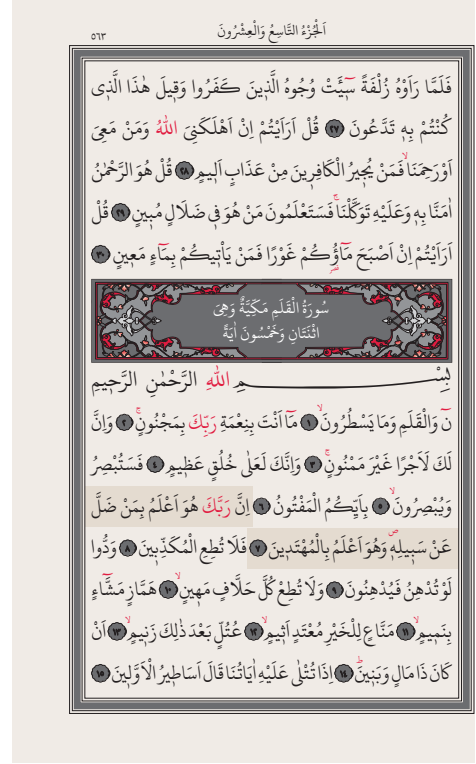 اَلْجُزْءُ التَّاسِعُ وَالْعِشْرُونَ
٥٦٣
فَلَمَّا رَاَوْهُ زُلْفَةً سٖٓئَتْ وُجُوهُ الَّذٖينَ كَفَرُوا وَقٖيلَ هٰذَا الَّذٖى
كُنْتُمْ بِهٖ تَدَّعُونَ ٢٧ قُلْ اَرَاَيْتُمْ اِنْ اَهْلَكَنِىَ اللّٰهُ وَمَنْ مَعِىَ
اَوْ رَحِمَنَاۙ فَمَنْ يُجٖيرُ الْكَافِرٖينَ مِنْ عَذَابٍ اَلٖيمٍ ٢٨ قُلْ هُوَ الرَّحْمٰنُ
اٰمَنَّا بِهٖ وَعَلَيْهِ تَوَكَّلْنَاۚ فَسَتَعْلَمُونَ مَنْ هُوَ فٖى ضَلَالٍ مُبٖينٍ ٢٩ قُلْ
اَرَاَيْتُمْ اِنْ اَصْبَحَ مَٓاؤُ۬كُمْ غَوْرًا فَمَنْ يَاْتٖيكُمْ بِمَٓاءٍ مَعٖينٍ ٣٠
سُورَةُ الْقَلَمِ مَكِّيَّةٌ وَهِىَ
اثْنَتَانِ وَخَمْسُونَ اٰيَةً
بِسْمِ اللّٰهِ الرَّحْمٰنِ الرَّحٖيمِ
نٓ وَالْقَلَمِ وَمَا يَسْطُرُونَۙ ١ مَٓا اَنْتَ بِنِعْمَةِ رَبِّكَ بِمَجْنُونٍۚ ٢ وَاِنَّ
لَكَ لَاَجْرًا غَيْرَ مَمْنُونٍۚ ٣ وَاِنَّكَ لَعَلٰى خُلُقٍ عَظٖيمٍ ٤ فَسَتُبْصِرُ
وَيُبْصِرُونَۙ ٥ بِاَيِّكُمُ الْمَفْتُونُ ٦ اِنَّ رَبَّكَ هُوَ اَعْلَمُ بِمَنْ ضَلَّ
عَنْ سَبٖيلِهٖࣕ وَهُوَ اَعْلَمُ بِالْمُهْتَدٖينَ ٧ فَلَا تُطِعِ الْمُكَذِّبٖينَ ٨ وَدُّوا
لَوْ تُدْهِنُ فَيُدْهِنُونَ ٩ وَلَا تُطِعْ كُلَّ حَلَّافٍ مَهٖينٍۙ ١٠ هَمَّازٍ مَشَّٓاءٍ
بِنَمٖيمٍۙ ١١ مَنَّاعٍ لِلْخَيْرِ مُعْتَدٍ اَثٖيمٍۙ ١٢ عُتُلٍّ بَعْدَ ذٰلِكَ زَنٖيمٍۙ ١٣ اَنْ
كَانَ ذَا مَالٍ وَبَنٖينَؕ ١٤ اِذَا تُتْلٰى عَلَيْهِ اٰيَاتُنَا قَالَ اَسَاطٖيرُ الْاَوَّلٖينَ ١٥